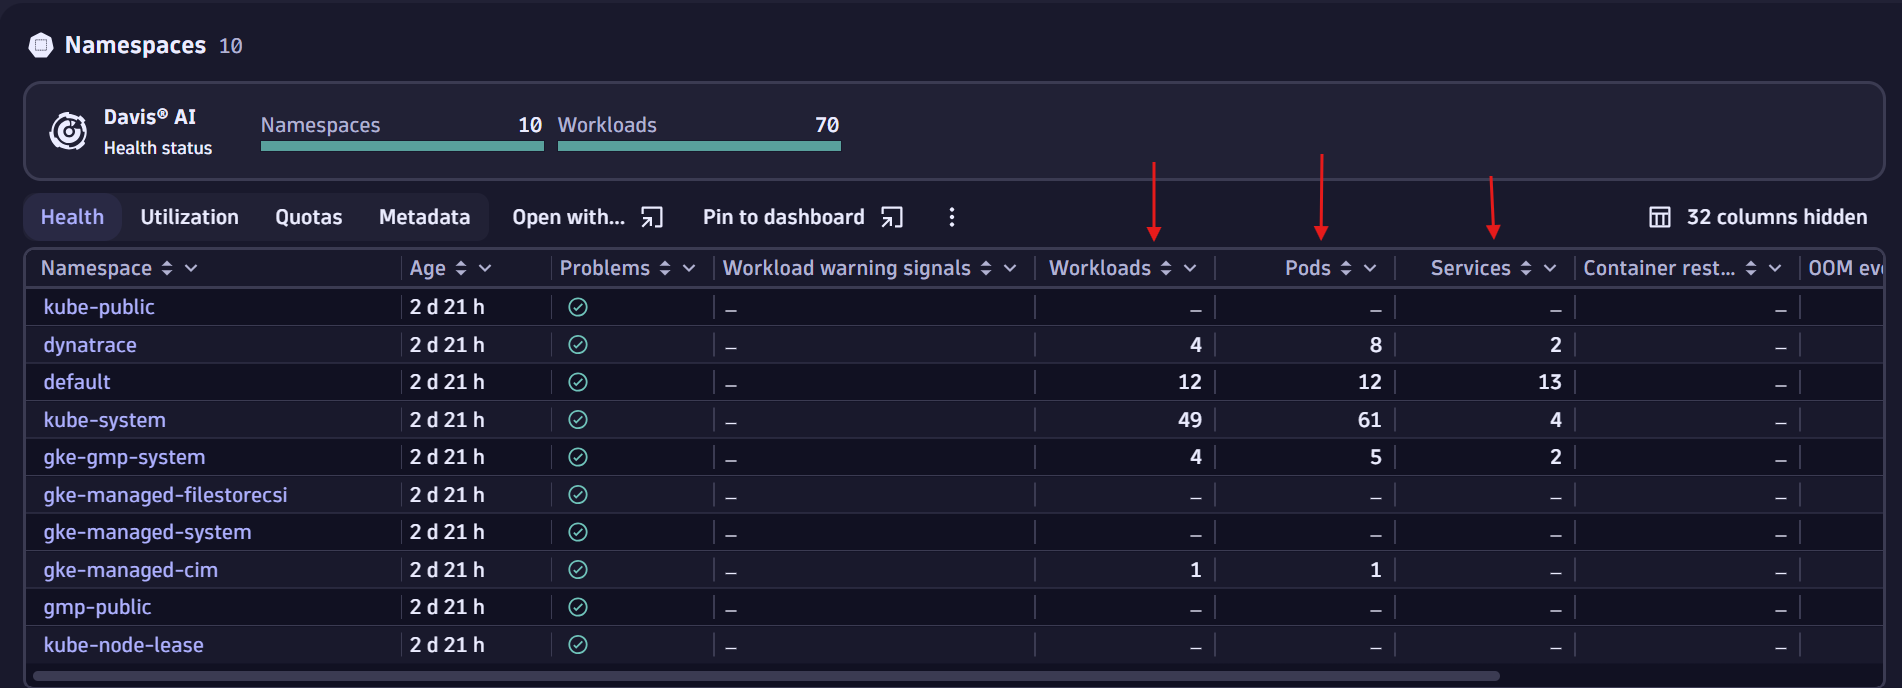 Namespaces 10
Davis® AI
Health status
Namespaces 10 Workloads 70
Health Utilization Quotas Metadata Open with... Pin to dashboard 32 columns hidden
Namespace Age Problems Workload warning signals Workloads Pods Services Container rest... OOM eve
kube-public 2 d 21 h – – – – –
dynatrace 2 d 21 h – 4 8 2 –
default 2 d 21 h – 12 12 13 –
kube-system 2 d 21 h – 49 61 4 –
gke-gmp-system 2 d 21 h – 4 5 2 –
gke-managed-filestorecsi 2 d 21 h – – – – –
gke-managed-system 2 d 21 h – – – – –
gke-managed-cim 2 d 21 h – 1 1 – –
gmp-public 2 d 21 h – – – – –
kube-node-lease 2 d 21 h – – – – –